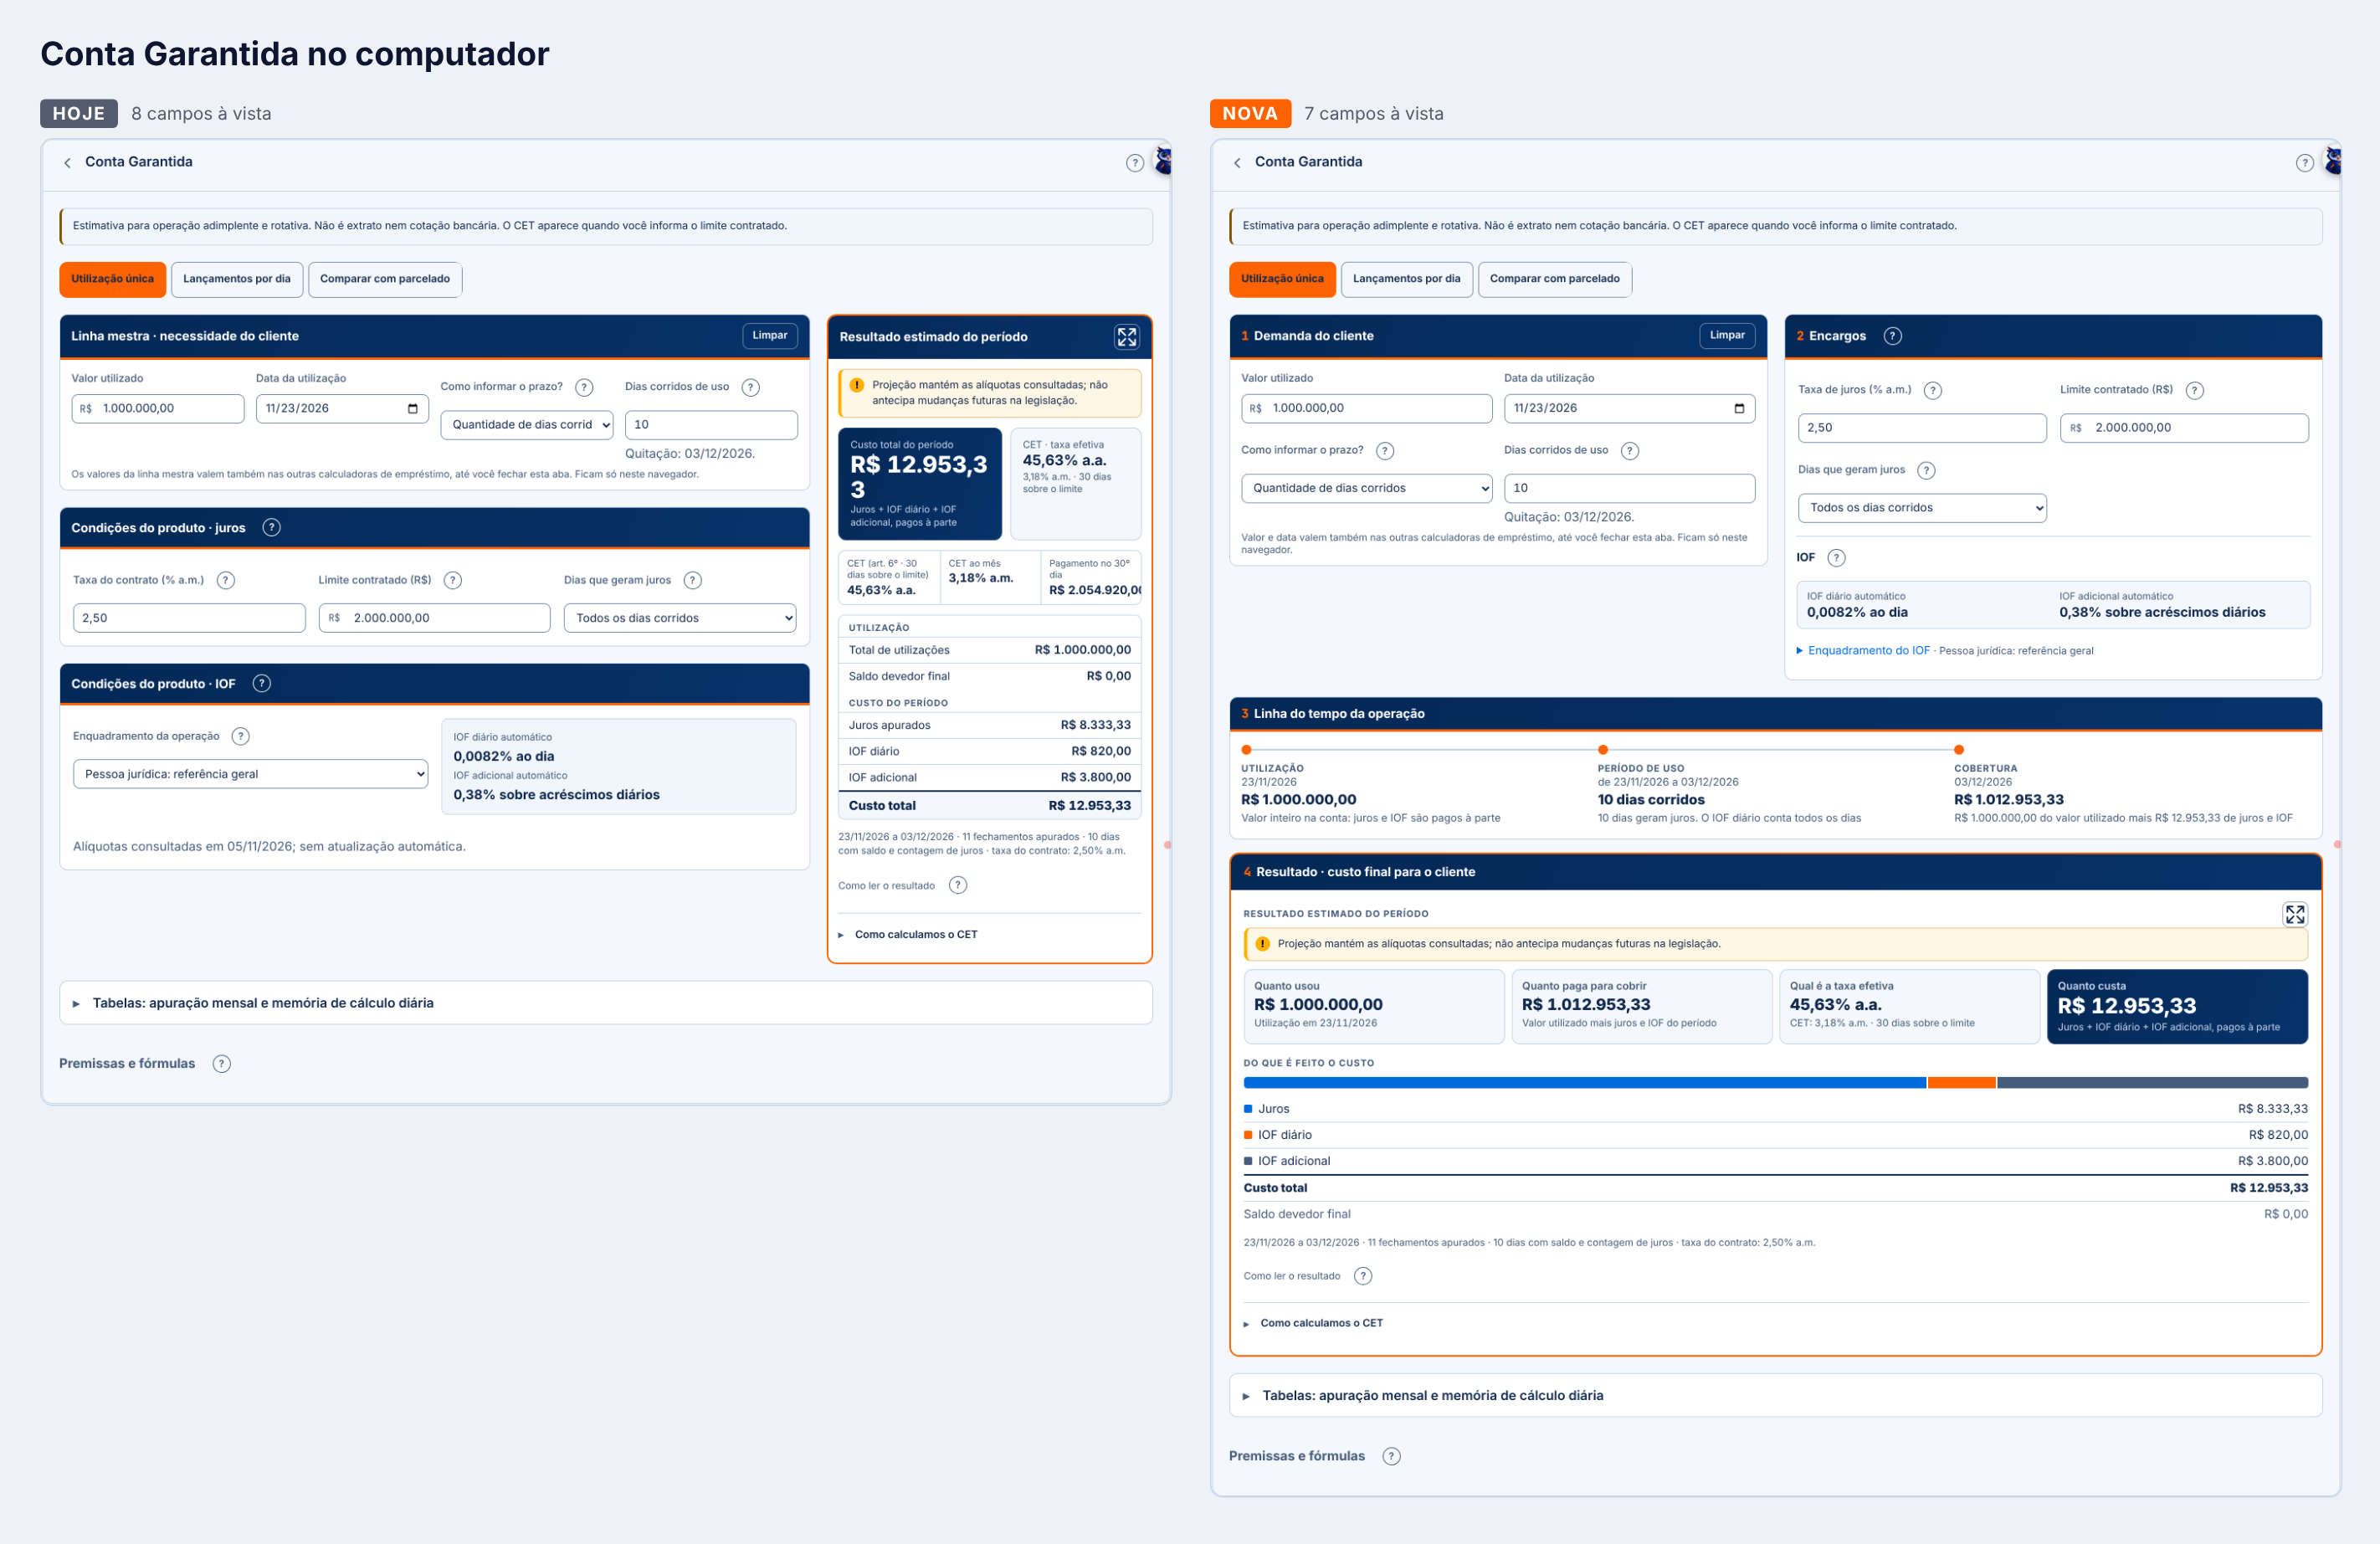 Conta Garantida no computador
HOJE 8 campos à vista
Conta Garantida
?
Estimativa para operação adimplente e rotativa. Não é extrato nem cotação bancária. O CET aparece quando você informa o limite contratado.
Utilização única Lançamentos por dia Comparar com parcelado
Linha mestra · necessidade do cliente Limpar
Valor utilizado Data da utilização Como informar o prazo? ? Dias corridos de uso ?
R$ 1.000.000,00 11/23/2026 Quantidade de dias corrid 10
Quitação: 03/12/2026.
Os valores da linha mestra valem também nas outras calculadoras de empréstimo, até você fechar esta aba. Ficam só neste navegador.
Condições do produto · juros ?
Taxa do contrato (% a.m.) ? Limite contratado (R$) ? Dias que geram juros ?
2,50 R$ 2.000.000,00 Todos os dias corridos
Condições do produto · IOF ?
Enquadramento da operação ?
Pessoa jurídica: referência geral
IOF diário automático
0,0082% ao dia
IOF adicional automático
0,38% sobre acréscimos diários
Alíquotas consultadas em 05/11/2026; sem atualização automática.
Resultado estimado do período
! Projeção mantém as alíquotas consultadas; não
antecipa mudanças futuras na legislação.
Custo total do período
R$ 12.953,3
3
Juros + IOF diário + IOF
adicional, pagos à parte
CET · taxa efetiva
45,63% a.a.
3,18% a.m. · 30 dias
sobre o limite
CET (art. 6º · 30
dias sobre o limite)
45,63% a.a.
CET ao mês
3,18% a.m.
Pagamento no 30º
dia
R$ 2.054.920,00
UTILIZAÇÃO
Total de utilizações R$ 1.000.000,00
Saldo devedor final R$ 0,00
CUSTO DO PERÍODO
Juros apurados R$ 8.333,33
IOF diário R$ 820,00
IOF adicional R$ 3.800,00
Custo total R$ 12.953,33
23/11/2026 a 03/12/2026 · 11 fechamentos apurados · 10 dias
com saldo e contagem de juros · taxa do contrato: 2,50% a.m.
Como ler o resultado ?
Como calculamos o CET
Tabelas: apuração mensal e memória de cálculo diária
Premissas e fórmulas ?
NOVA 7 campos à vista
Conta Garantida
?
Estimativa para operação adimplente e rotativa. Não é extrato nem cotação bancária. O CET aparece quando você informa o limite contratado.
Utilização única Lançamentos por dia Comparar com parcelado
1 Demanda do cliente Limpar
Valor utilizado Data da utilização
R$ 1.000.000,00 11/23/2026
Como informar o prazo? ? Dias corridos de uso ?
Quantidade de dias corridos 10
Quitação: 03/12/2026.
Valor e data valem também nas outras calculadoras de empréstimo, até você fechar esta aba. Ficam só neste
navegador.
2 Encargos ?
Taxa de juros (% a.m.) ? Limite contratado (R$) ?
2,50 R$ 2.000.000,00
Dias que geram juros ?
Todos os dias corridos
IOF ?
IOF diário automático IOF adicional automático
0,0082% ao dia 0,38% sobre acréscimos diários
Enquadramento do IOF · Pessoa jurídica: referência geral
3 Linha do tempo da operação
UTILIZAÇÃO
23/11/2026
R$ 1.000.000,00
Valor inteiro na conta: juros e IOF são pagos à parte
PERÍODO DE USO
de 23/11/2026 a 03/12/2026
10 dias corridos
10 dias geram juros. O IOF diário conta todos os dias
COBERTURA
03/12/2026
R$ 1.012.953,33
R$ 1.000.000,00 do valor utilizado mais R$ 12.953,33 de juros e IOF
4 Resultado · custo final para o cliente
RESULTADO ESTIMADO DO PERÍODO
! Projeção mantém as alíquotas consultadas; não antecipa mudanças futuras na legislação.
Quanto usou
R$ 1.000.000,00
Utilização em 23/11/2026
Quanto paga para cobrir
R$ 1.012.953,33
Valor utilizado mais juros e IOF do período
Qual é a taxa efetiva
45,63% a.a.
CET: 3,18% a.m. · 30 dias sobre o limite
Quanto custa
R$ 12.953,33
Juros + IOF diário + IOF adicional, pagos à parte
DO QUE É FEITO O CUSTO
Juros R$ 8.333,33
IOF diário R$ 820,00
IOF adicional R$ 3.800,00
Custo total R$ 12.953,33
Saldo devedor final R$ 0,00
23/11/2026 a 03/12/2026 · 11 fechamentos apurados · 10 dias com saldo e contagem de juros · taxa do contrato: 2,50% a.m.
Como ler o resultado ?
Como calculamos o CET
Tabelas: apuração mensal e memória de cálculo diária
Premissas e fórmulas ?